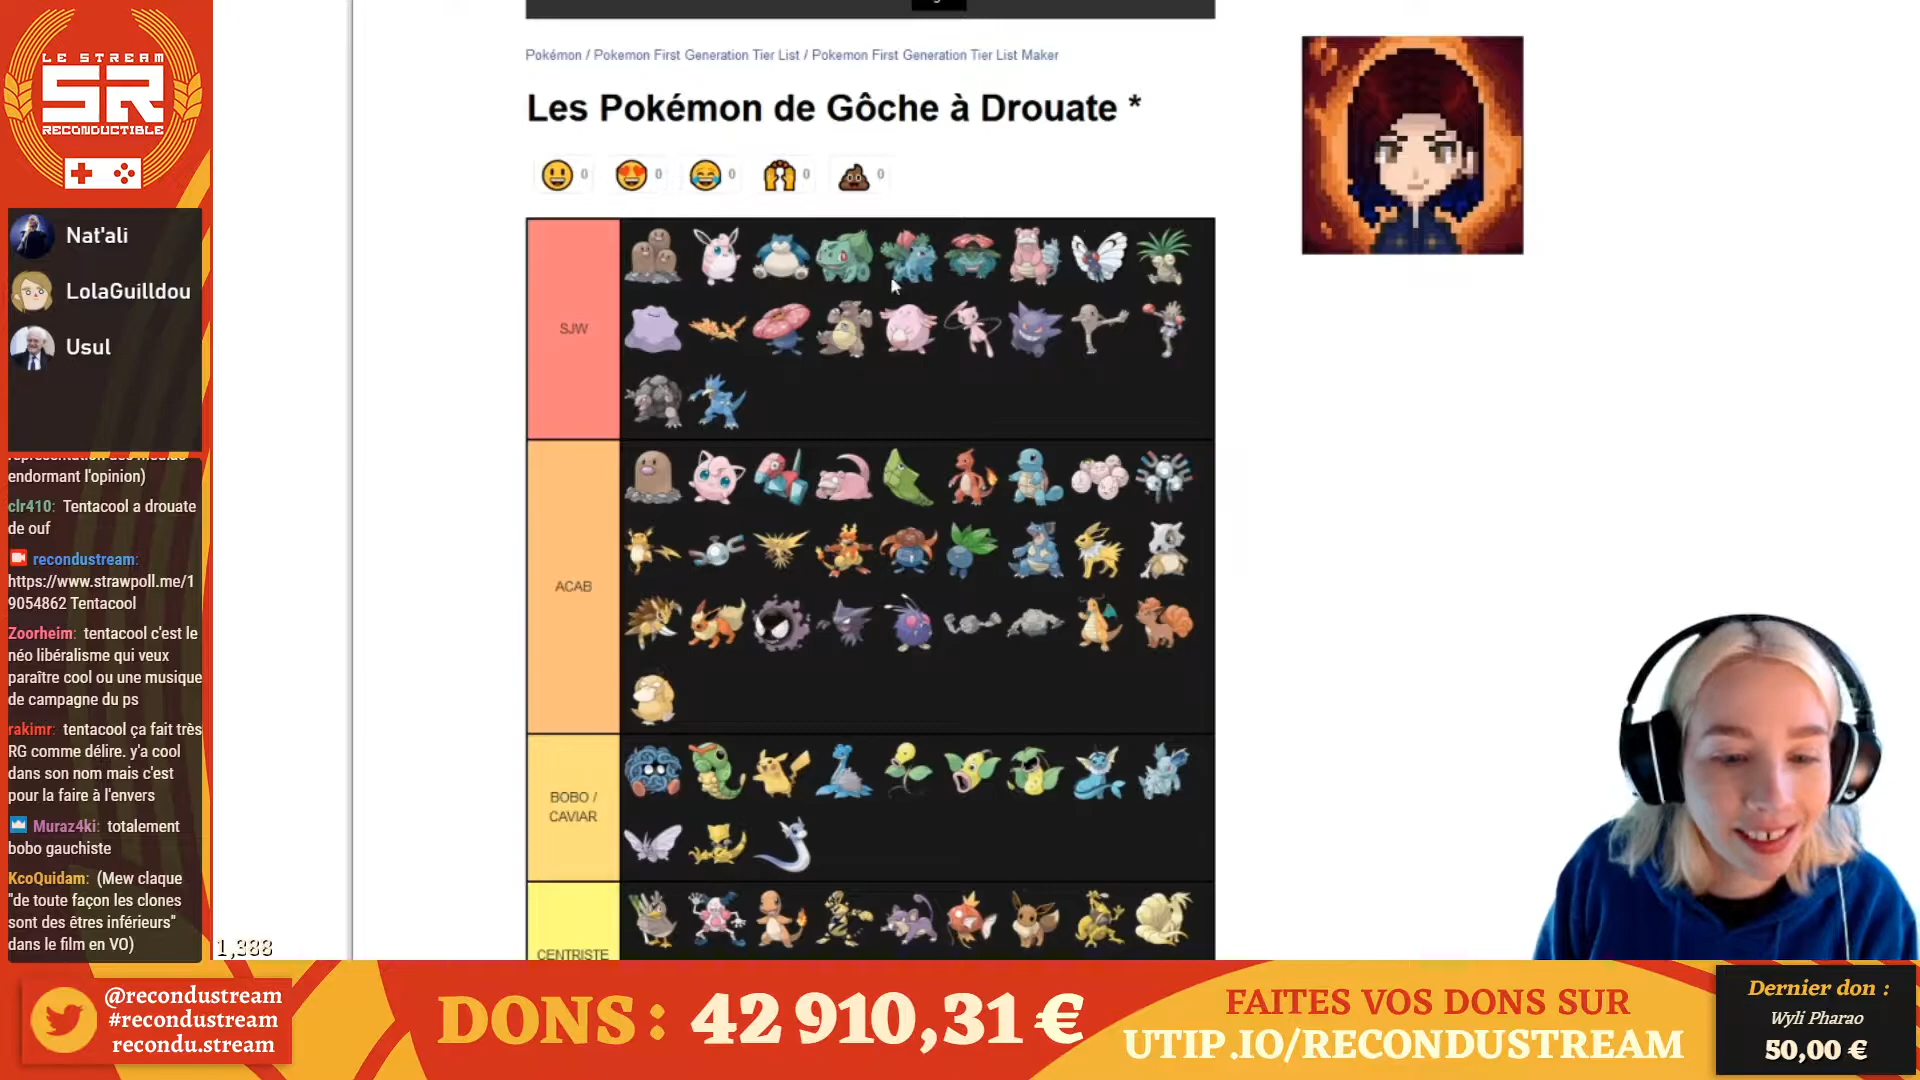 LE STREAM
SR
RECONDUCTIBLE
Nat'ali
LolaGuilldou
Usul
endormant l'opinion)
clr410: Tentacool a drouate
de ouf
recondustream:
https://www.strawpoll.me/1
9054862 Tentacool
Zoorheim: tentacool c'est le
néo libéralisme qui veux
paraître cool ou une musique
de campagne du ps
rakimr: tentacool ça fait très
RG comme délire. y'a cool
dans son nom mais c'est
pour la faire à l'envers
Muraz4ki: totalement
bobo gauchiste
KcoQuidam: (Mew claque
"de toute façon les clones
sont des êtres inférieurs"
dans le film en VO)
1,388
Pokémon / Pokemon First Generation Tier List / Pokemon First Generation Tier List Maker
Les Pokémon de Gôche à Drouate *
0 0 0 0 0
SJW
ACAB
BOBO /
CAVIAR
CENTRISTE
@recondustream
#recondustream
recondu.stream
DONS : 42 910,31 €
FAITES VOS DONS SUR
UTIP.IO/RECONDUSTREAM
Dernier don :
Wyli Pharao
50,00 €